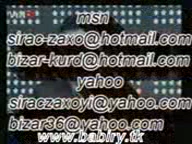 msn
sirac-zaxo@hotmail.com
bizar-kurd@hotmail.com
yahoo
siraczaxoyi@yahoo.com
bizar36@yahoo.com
www.babiry.tk